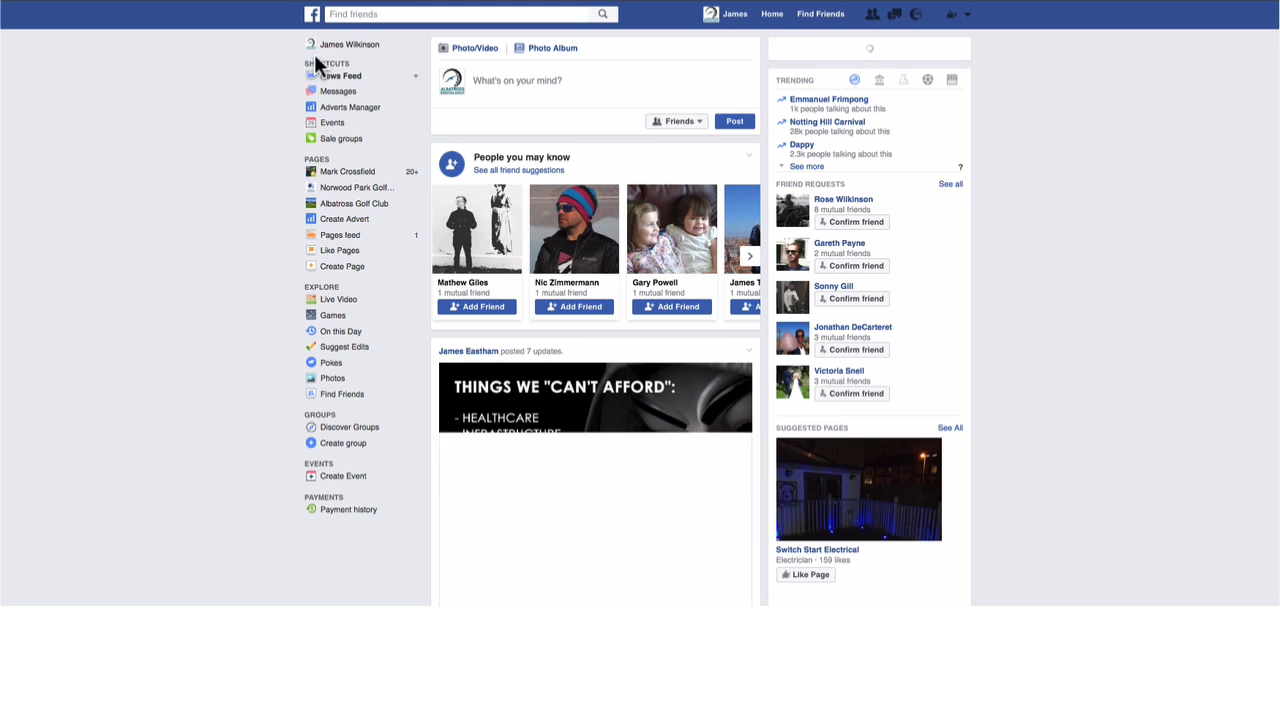 Find friends
James
Home
Find Friends
James Wilkinson
SHORTCUTS
News Feed
Messages
Adverts Manager
Events
Sale groups
PAGES
Mark Crossfield 20+
Norwood Park Golf...
Albatross Golf Club
Create Advert
Pages feed 1
Like Pages
Create Page
EXPLORE
Live Video
Games
On this Day
Suggest Edits
Pokes
Photos
Find Friends
GROUPS
Discover Groups
Create group
EVENTS
Create Event
PAYMENTS
Payment history
Photo/Video
Photo Album
What's on your mind?
Friends
Post
People you may know
See all friend suggestions
Mathew Giles
1 mutual friend
Add Friend
Nic Zimmermann
1 mutual friend
Add Friend
Gary Powell
1 mutual friend
Add Friend
James T
1 mutual
A
James Eastham posted 7 updates.
THINGS WE "CAN'T AFFORD":
- HEALTHCARE
INFRASTRUCTURE
TRENDING
Emmanuel Frimpong
1k people talking about this
Notting Hill Carnival
28k people talking about this
Dappy
2.3k people talking about this
See more ?
FRIEND REQUESTS See all
Rose Wilkinson
8 mutual friends
Confirm friend
Gareth Payne
2 mutual friends
Confirm friend
Sonny Gill
Confirm friend
Jonathan DeCarteret
3 mutual friends
Confirm friend
Victoria Snell
3 mutual friends
Confirm friend
SUGGESTED PAGES See All
Switch Start Electrical
Electrician · 159 likes
Like Page